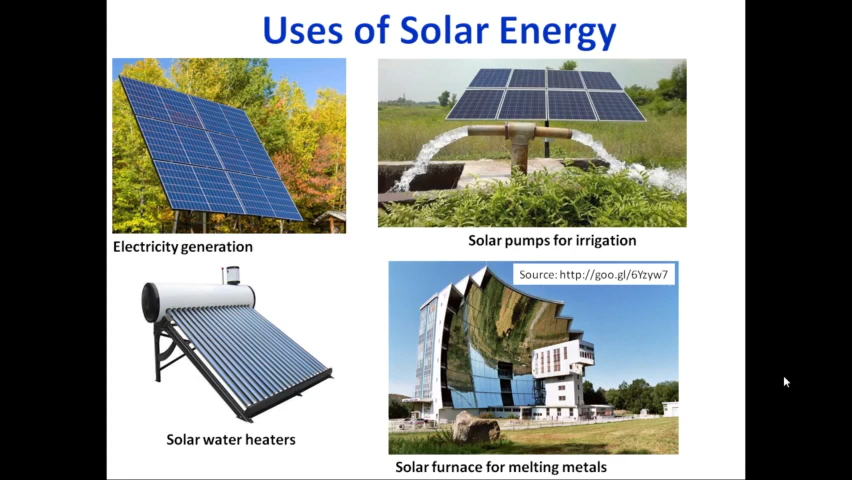 Uses of Solar Energy
Electricity generation
Solar pumps for irrigation
Source: http://goo.gl/6Yzyw7
Solar water heaters
Solar furnace for melting metals